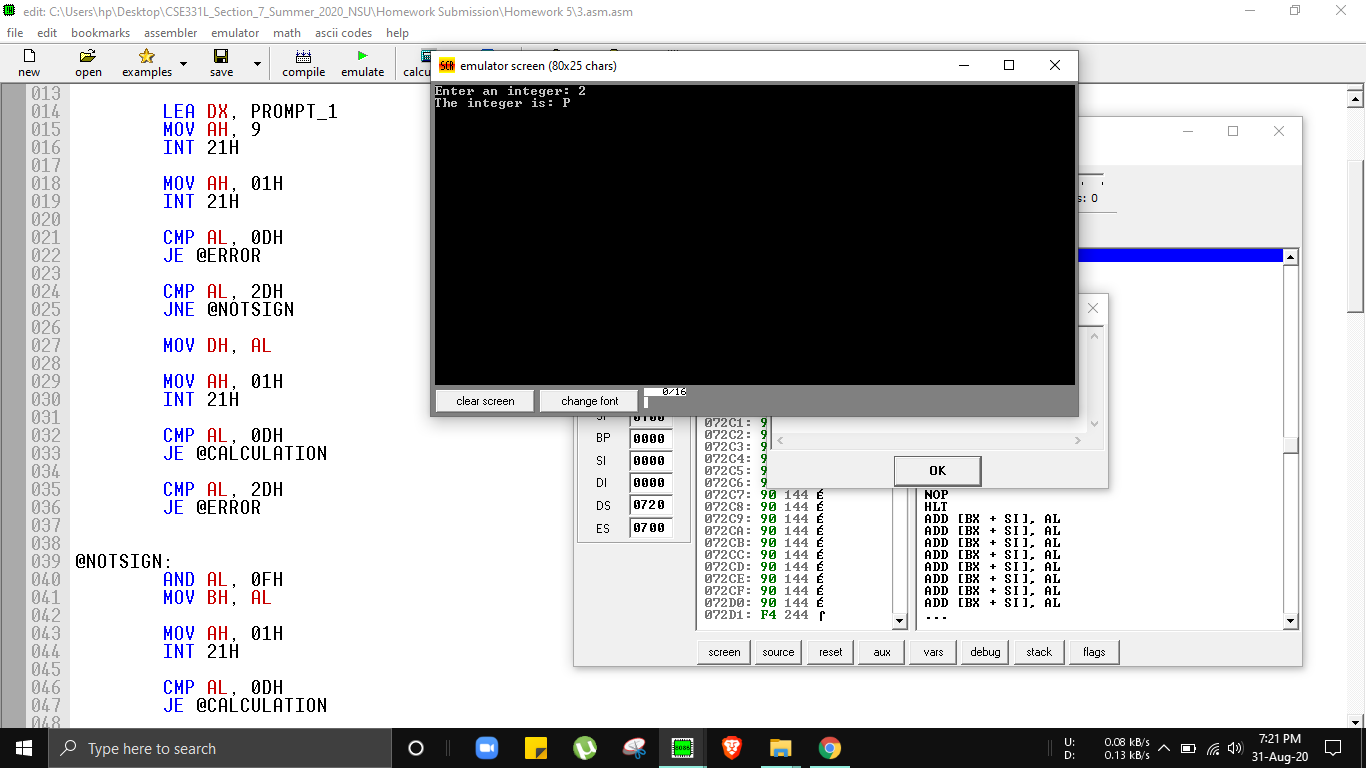 edit: C:\Users\hp\Desktop\CSE331L_Section_7_Summer_2020_NSU\Homework Submission\Homework 5\3.asm.asm
file edit bookmarks assembler emulator math ascii codes help
new open examples save compile emulate calcu
013
014 LEA DX, PROMPT_1
015 MOV AH, 9
016 INT 21H
017
018 MOV AH, 01H
019 INT 21H
020
021 CMP AL, 0DH
022 JE @ERROR
023
024 CMP AL, 2DH
025 JNE @NOTSIGN
026
027 MOV DH, AL
028
029 MOV AH, 01H
030 INT 21H
031
032 CMP AL, 0DH
033 JE @CALCULATION
034
035 CMP AL, 2DH
036 JE @ERROR
037
038
039 @NOTSIGN:
040 AND AL, 0FH
041 MOV BH, AL
042
043 MOV AH, 01H
044 INT 21H
045
046 CMP AL, 0DH
047 JE @CALCULATION
048
emulator screen (80x25 chars)
Enter an integer: 2
The integer is: P
clear screen change font 0/16
s: 0
OK
SP 0100
BP 0000
SI 0000
DI 0000
DS 0720
ES 0700
072C1: 9
072C2: 9
072C3: 9
072C4: 9
072C5: 9
072C6: 9
072C7: 90 144 É
072C8: 90 144 É
072C9: 90 144 É
072CA: 90 144 É
072CB: 90 144 É
072CC: 90 144 É
072CD: 90 144 É
072CE: 90 144 É
072CF: 90 144 É
072D0: 90 144 É
072D1: F4 244 ⌠
NOP
HLT
ADD [BX + SI], AL
ADD [BX + SI], AL
ADD [BX + SI], AL
ADD [BX + SI], AL
ADD [BX + SI], AL
ADD [BX + SI], AL
ADD [BX + SI], AL
ADD [BX + SI], AL
...
screen source reset aux vars debug stack flags
Type here to search
U: 0.08 kB/s
D: 0.13 kB/s
7:21 PM
31-Aug-20